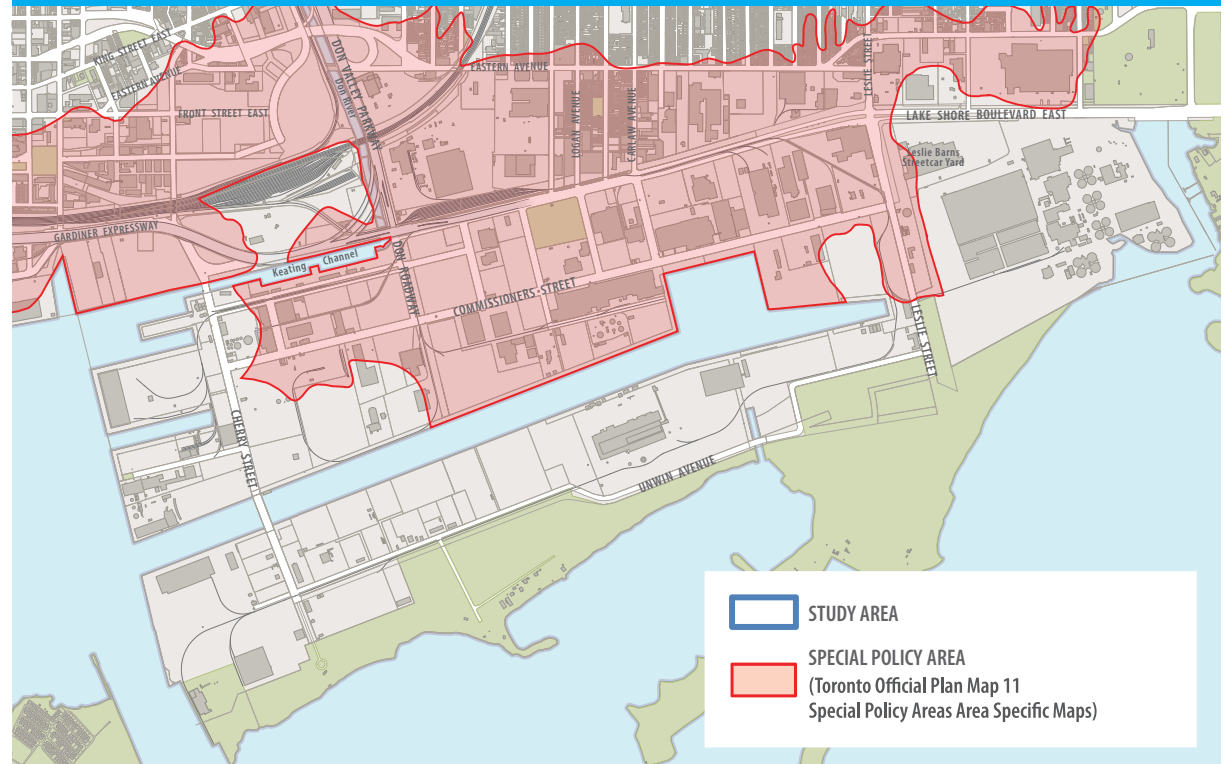 KING STREET EAST
EASTERN AVENUE
FRONT STREET EAST
DON VALLEY PARKWAY
DON RIVER
EASTERN AVENUE
LOGAN AVENUE
CARLAW AVENUE
LESLIE STREET
LAKE SHORE BOULEVARD EAST
Leslie Barns
Streetcar Yard
GARDINER EXPRESSWAY
Keating Channel
DON ROADWAY
COMMISSIONERS STREET
LESLIE STREET
CHERRY STREET
UNWIN AVENUE
STUDY AREA
SPECIAL POLICY AREA
(Toronto Official Plan Map 11
Special Policy Areas Area Specific Maps)